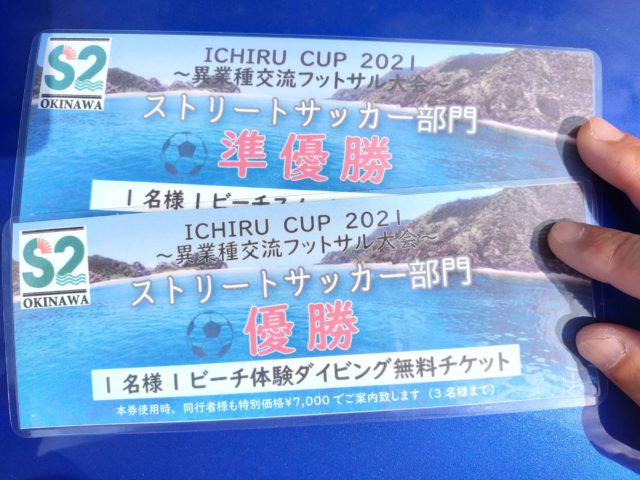 S2
OKINAWA
ICHIRU CUP 2021
~異業種交流フットサル大会~
ストリートサッカー部門
準優勝
1名様1ビーチスイ
S2
OKINAWA
ICHIRU CUP 2021
~異業種交流フットサル大会~
ストリートサッカー部門
優勝
1名様1ビーチ体験ダイビング無料チケット
本券使用時、同行者様も特別価格¥7,000でご案内致します(3名様まで)